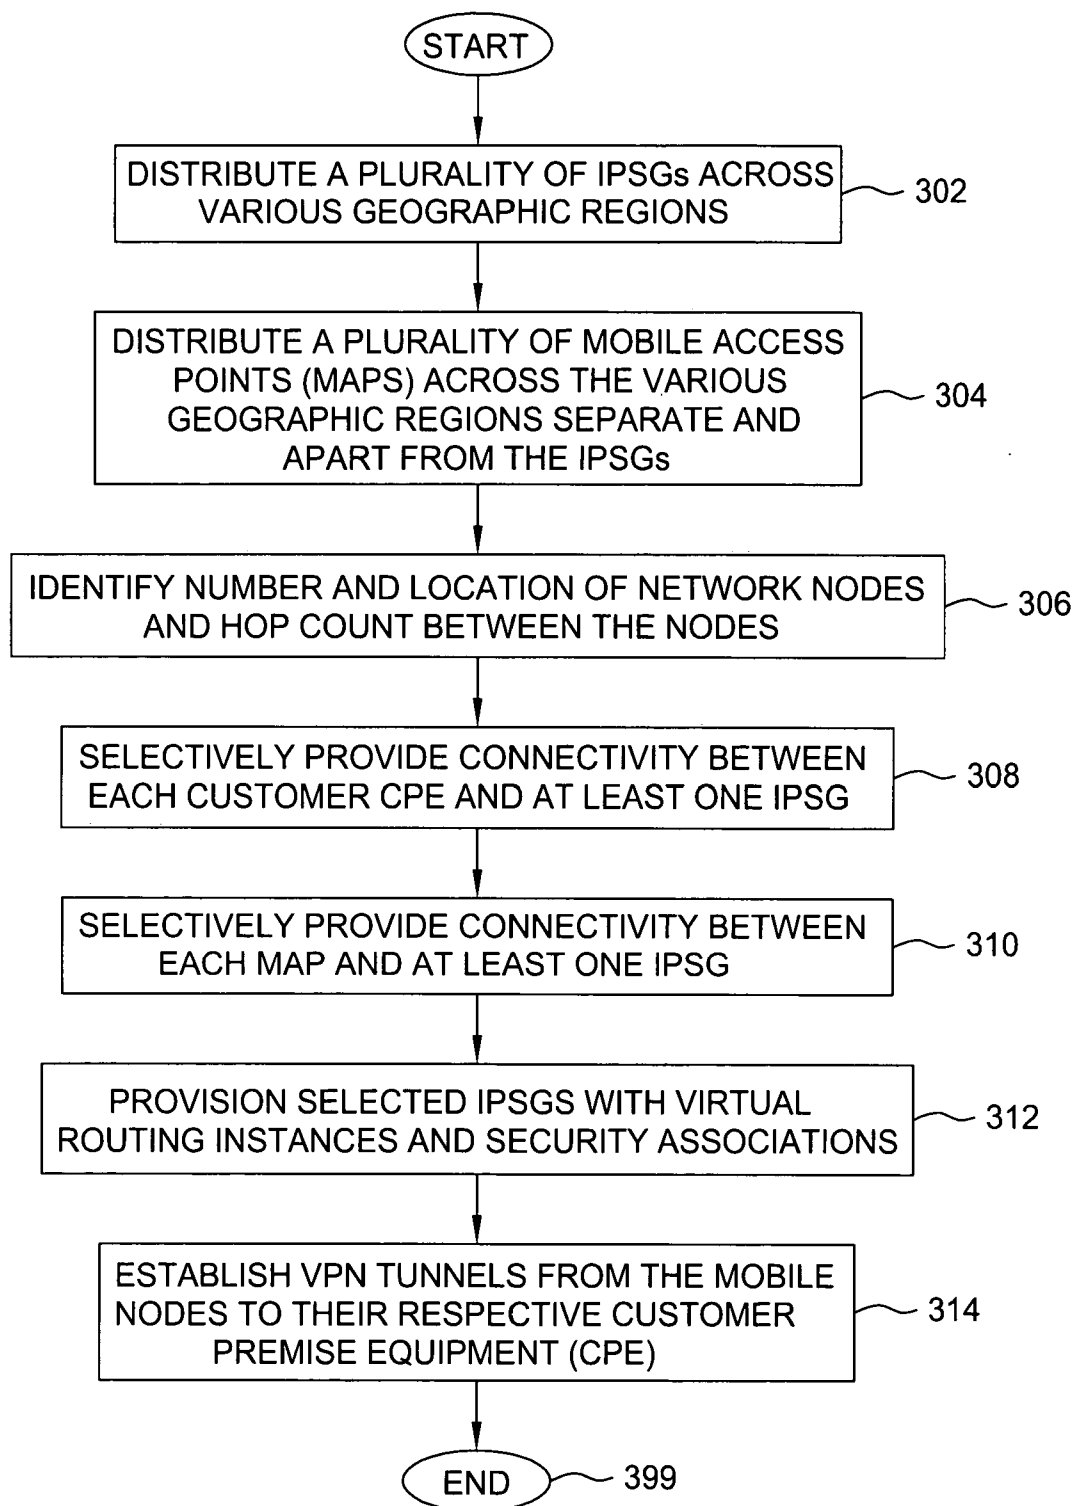 START
DISTRIBUTE A PLURALITY OF IPSGs ACROSS
VARIOUS GEOGRAPHIC REGIONS
302
DISTRIBUTE A PLURALITY OF MOBILE ACCESS
POINTS (MAPS) ACROSS THE VARIOUS
GEOGRAPHIC REGIONS SEPARATE AND
APART FROM THE IPSGs
304
IDENTIFY NUMBER AND LOCATION OF NETWORK NODES
AND HOP COUNT BETWEEN THE NODES
306
SELECTIVELY PROVIDE CONNECTIVITY BETWEEN
EACH CUSTOMER CPE AND AT LEAST ONE IPSG
308
SELECTIVELY PROVIDE CONNECTIVITY BETWEEN
EACH MAP AND AT LEAST ONE IPSG
310
PROVISION SELECTED IPSGS WITH VIRTUAL
ROUTING INSTANCES AND SECURITY ASSOCIATIONS
312
ESTABLISH VPN TUNNELS FROM THE MOBILE
NODES TO THEIR RESPECTIVE CUSTOMER
PREMISE EQUIPMENT (CPE)
314
END
399